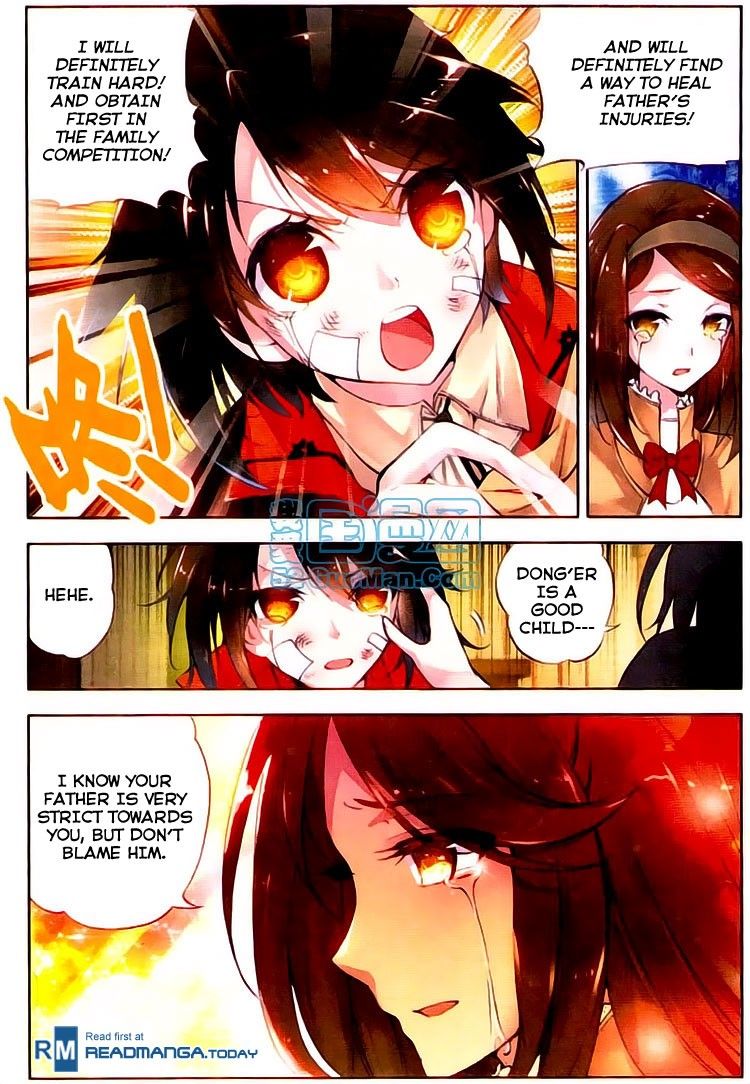 I WILL
DEFINITELY
TRAIN HARD!
AND OBTAIN
FIRST IN
THE FAMILY
COMPETITION!
AND WILL
DEFINITELY FIND
A WAY TO HEAL
FATHER'S
INJURIES!
HEHE.
DONG'ER
IS A
GOOD
CHILD---
I KNOW YOUR
FATHER IS VERY
STRICT TOWARDS
YOU, BUT DON'T
BLAME HIM.
RM
Read first at
READMANGA.TODAY